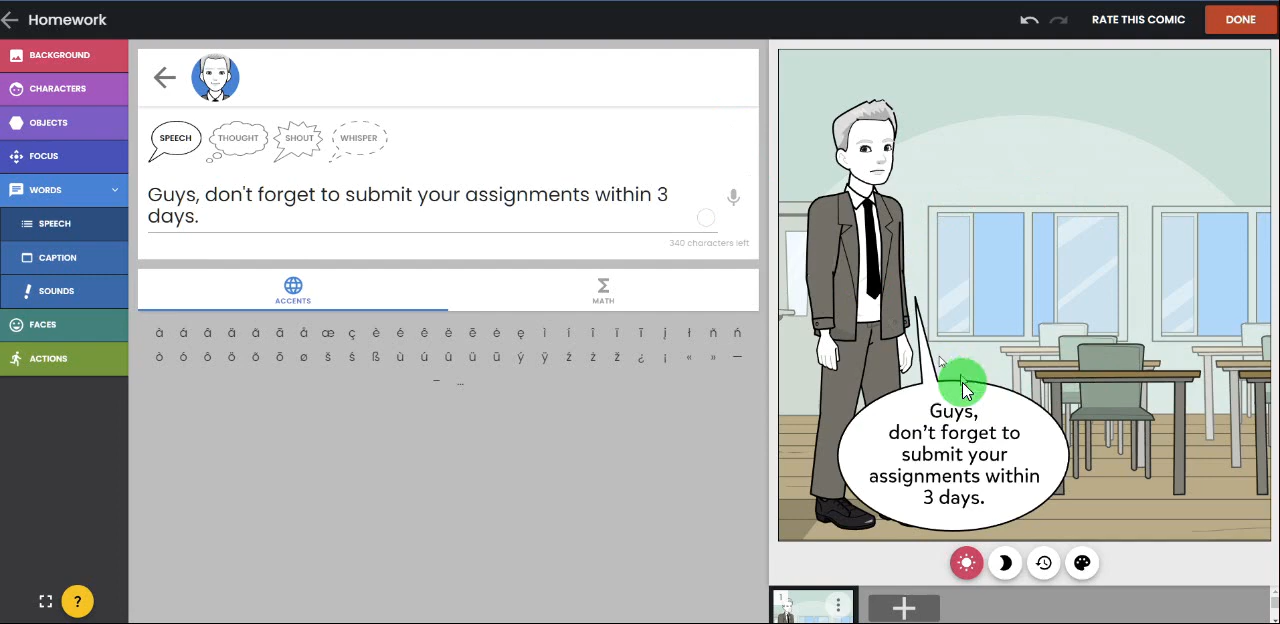 Homework
RATE THIS COMIC
DONE
BACKGROUND
CHARACTERS
OBJECTS
FOCUS
WORDS
SPEECH
CAPTION
SOUNDS
FACES
ACTIONS
?
SPEECH
THOUGHT
SHOUT
WHISPER
Guys, don't forget to submit your assignments within 3
days.
340 characters left
ACCENTS
Σ
MATH
Guys,
don't forget to
submit your
assignments within
3 days.
1